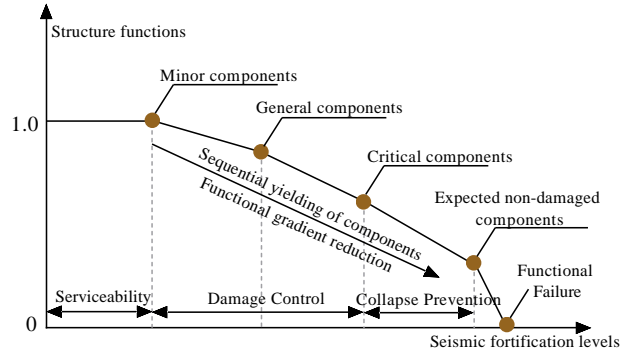 Structure functions
Minor components
General components
1.0
Critical components
Sequential yielding of components
Functional gradient reduction
Expected non-damaged
components
Functional
Failure
Serviceability
Damage Control
Collapse Prevention
0
Seismic fortification levels